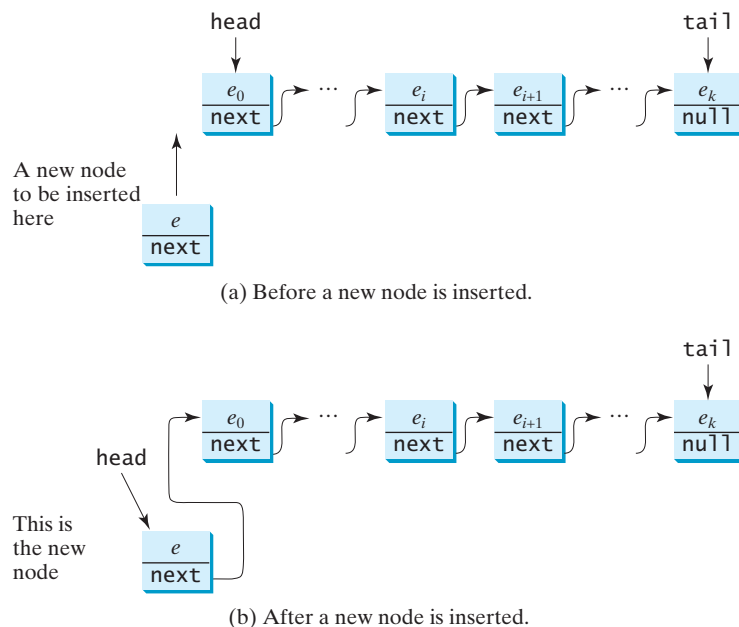 head tail
e₀ … eᵢ eᵢ₊₁ … eₖ
next next next null
A new node
to be inserted
here
e
next
(a) Before a new node is inserted.
tail
e₀ … eᵢ eᵢ₊₁ … eₖ
next next next null
head
This is
the new
node
e
next
(b) After a new node is inserted.